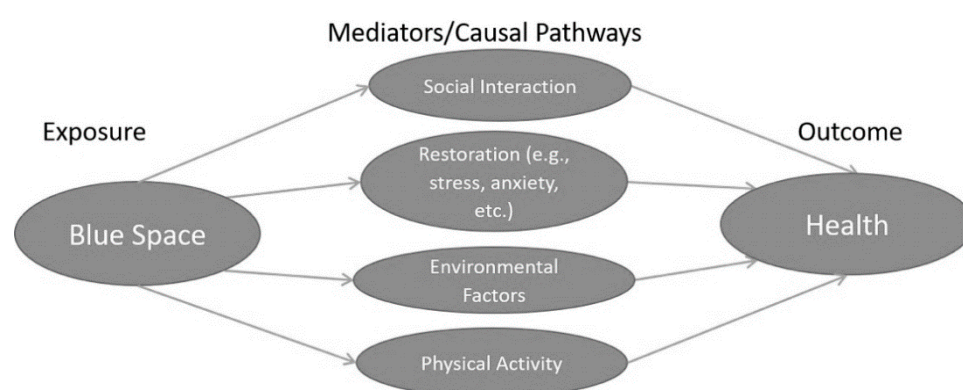 Mediators/Causal Pathways
Social Interaction
Exposure
Outcome
Restoration (e.g.,
stress, anxiety,
etc.)
Blue Space
Health
Environmental
Factors
Physical Activity